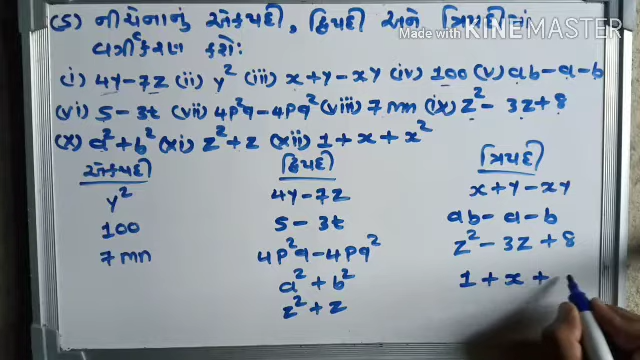 (5) નીચેનાનું એકપદી, દ્વિપદી અને ત્રિપદીમાં
વર્ગીકરણ કરો:
(i) 4y-7z (ii) y² (iii) x+y-xy (iv) 100 (v) ab-a-b
(vi) 5-3t (vii) 4p²q-4pq² (viii) 7mn (ix) z²-3z+8
(x) a²+b² (xi) z²+z (xii) 1+x+x²
એકપદી દ્વિપદી ત્રિપદી
y² 4y-7z x+y-xy
100 5-3t ab-a-b
7mn 4p²q-4pq² z²-3z+8
a²+b² 1+x+
z²+z